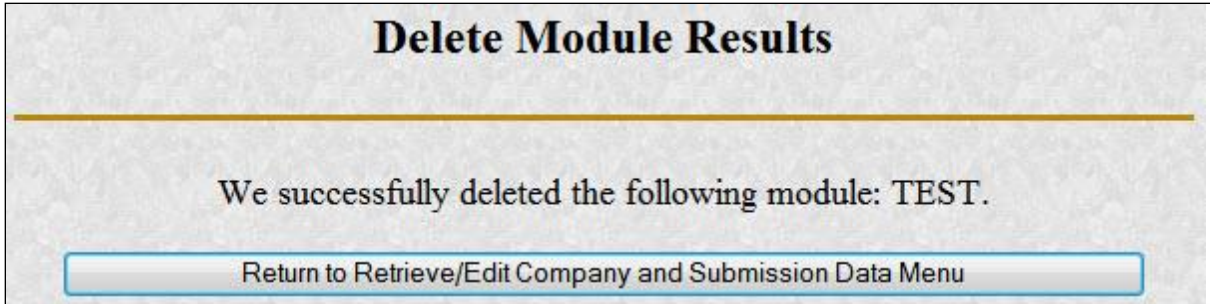 Delete Module Results
We successfully deleted the following module: TEST.
Return to Retrieve/Edit Company and Submission Data Menu